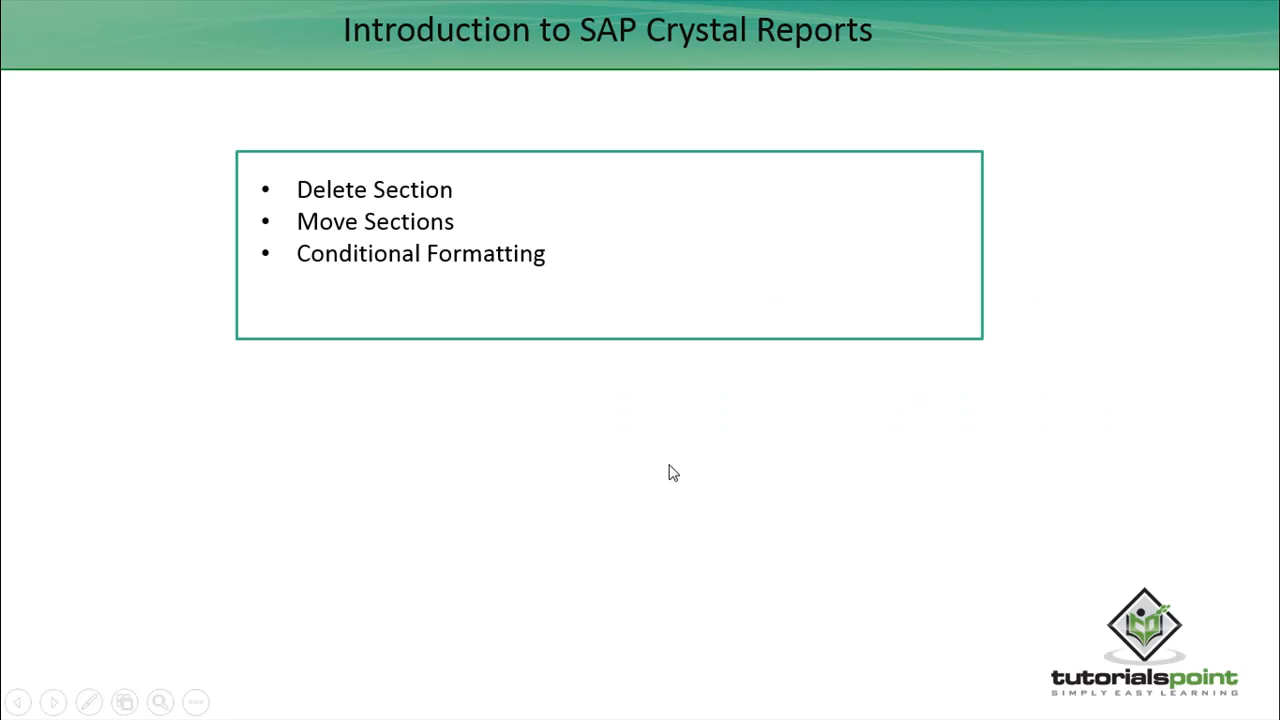 Introduction to SAP Crystal Reports
• Delete Section
• Move Sections
• Conditional Formatting
tutorialspoint
SIMPLY EASY LEARNING